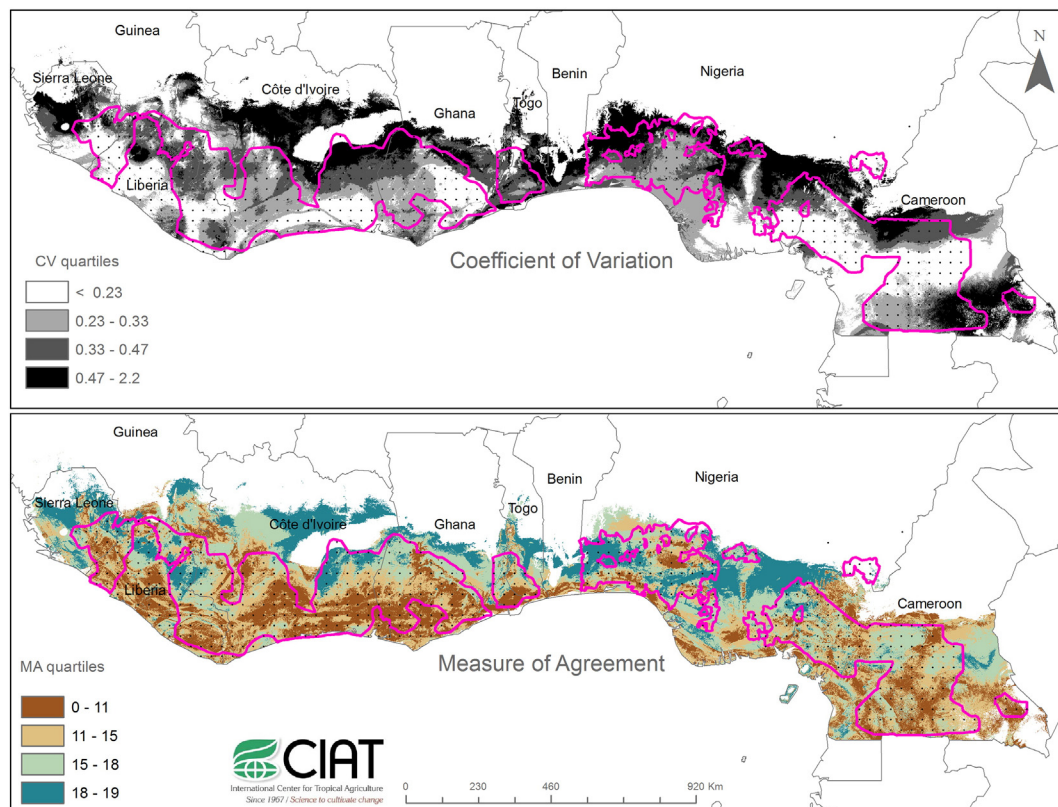 Guinea
N
Benin
Nigeria
Sierra Leone
Côte d'Ivoire
Togo
Ghana
Liberia
Cameroon
Coefficient of Variation
CV quartiles
< 0.23
0.23 - 0.33
0.33 - 0.47
0.47 - 2.2
Guinea
Benin
Nigeria
Sierra Leone
Côte d'Ivoire
Togo
Ghana
Liberia
Cameroon
Measure of Agreement
MA quartiles
0 - 11
11 - 15
15 - 18
18 - 19
CIAT
International Center for Tropical Agriculture
Since 1967 / Science to cultivate change
0 230 460 920 Km